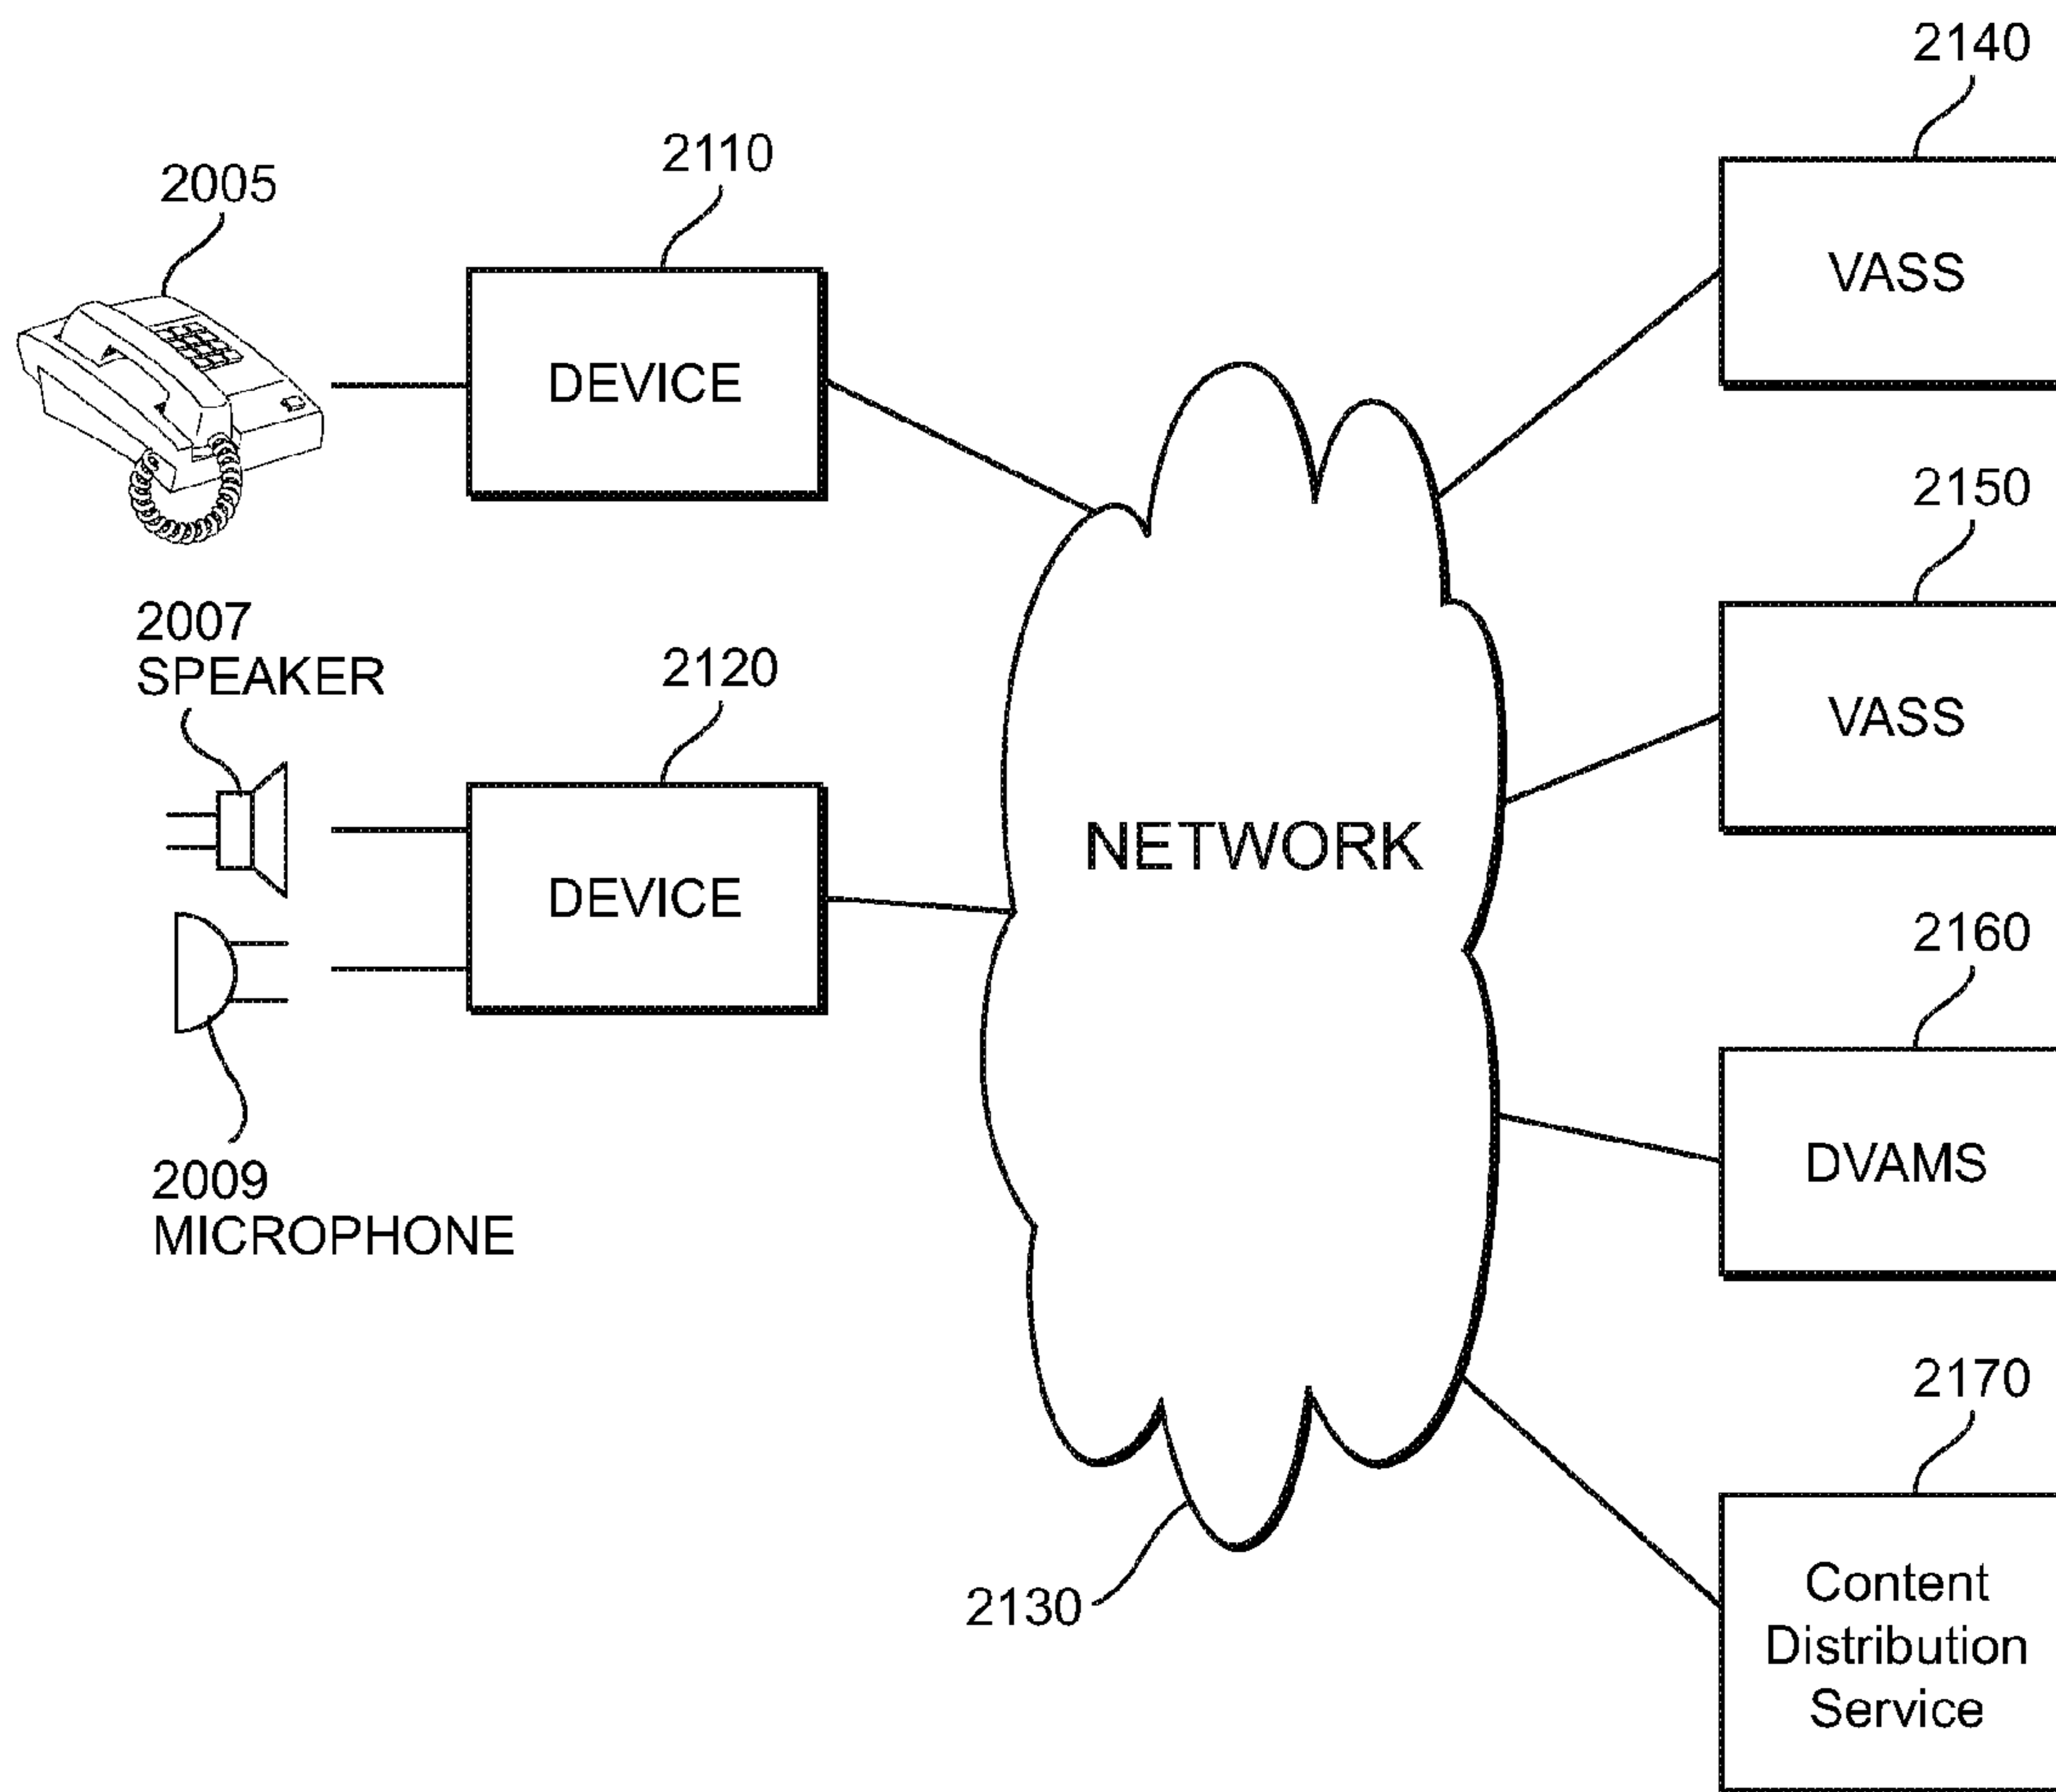 2140
2110
2005
VASS
DEVICE
2150
2007
SPEAKER
2120
VASS
NETWORK
DEVICE
2160
2009
MICROPHONE
DVAMS
2170
2130
Content
Distribution
Service